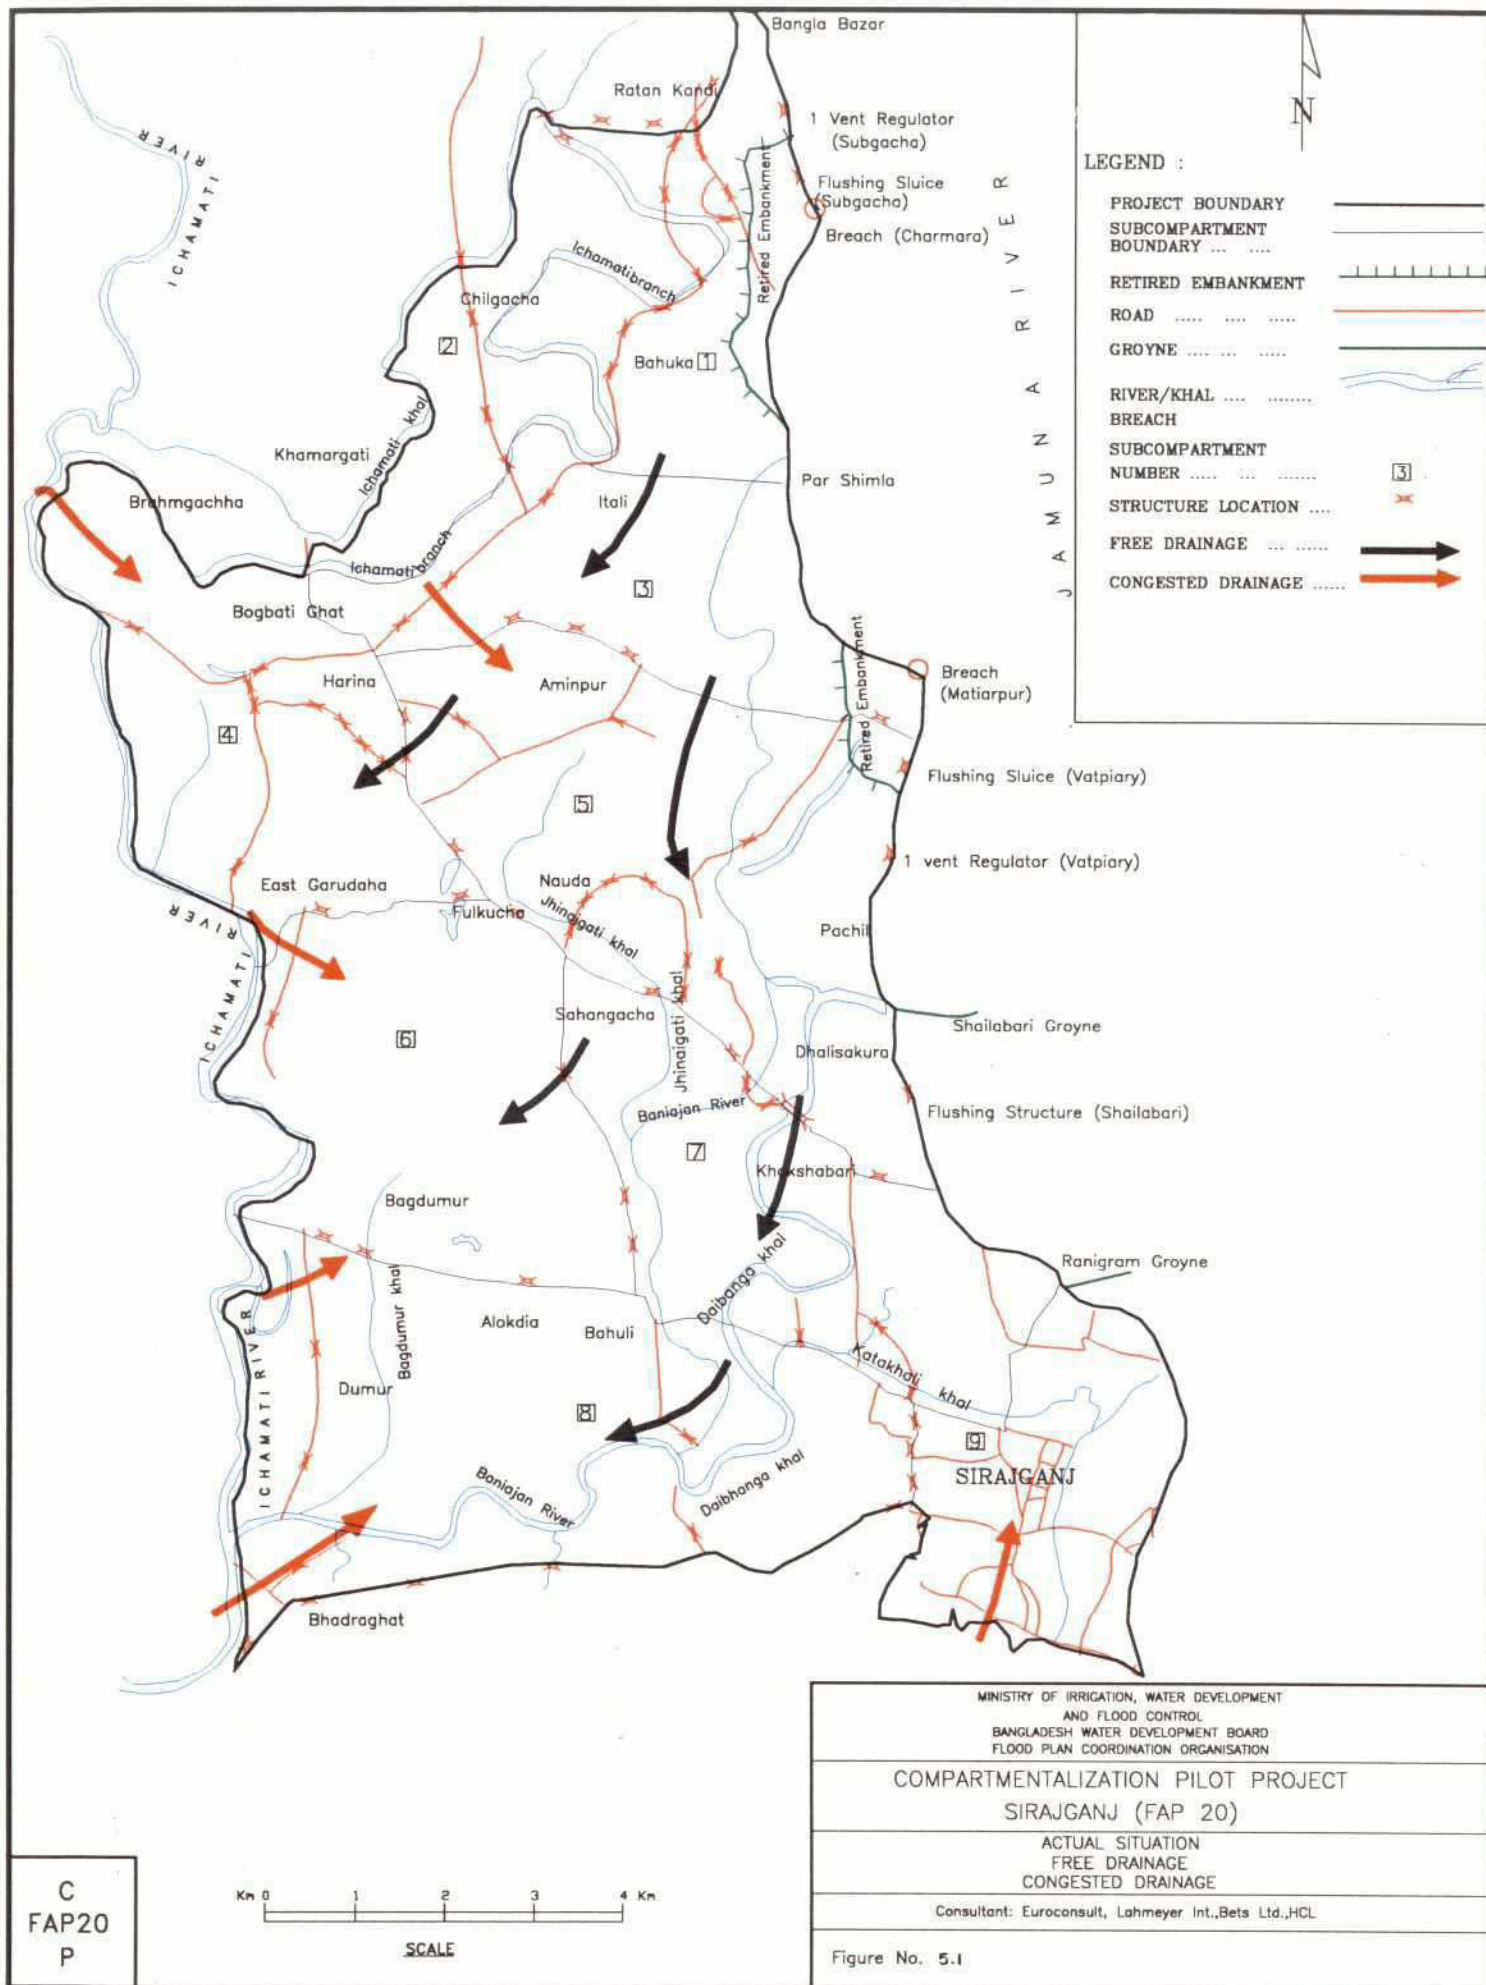 Bangla Bazar
Ratan Kandi
1 Vent Regulator
(Subgacha)
Flushing Sluice
(Subgacha)
Breach (Charmara)
Retired Embankment
ICHAMATI
RIVER
Ichamatibranch
Chilgacha
2
Bahuka 1
JAMUNA RIVER
Khamargati
Ichamati khal
Brahmgachha
Itali
Par Shimla
Ichamati branch
3
Bogbati Ghat
Harina
Aminpur
Retired Embankment
Breach
(Matiarpur)
4
5
Flushing Sluice (Vatpiary)
1 vent Regulator (Vatpiary)
East Garudaha
Nauda
Fulkucha
Jhinaigati khal
Pachil
RIVER
ICHAMATI
Sahangacha
Jhinaigati khal
Shailabari Groyne
6
Dhalisakura
Baniajan River
Flushing Structure (Shailabari)
7
Khokshabari
Bagdumur
Daibanga khal
Ranigram Groyne
Bagdumur khal
Alokdia
Bahuli
ICHAMATI RIVER
Dumur
Katakhali khal
8
9
SIRAJGANJ
Baniajan River
Daibhanga khal
Bhadraghat
N
LEGEND :
PROJECT BOUNDARY
SUBCOMPARTMENT
BOUNDARY ... ....
RETIRED EMBANKMENT
ROAD ..... .... .....
GROYNE .... ... .....
RIVER/KHAL .... ........
BREACH
SUBCOMPARTMENT
NUMBER ..... ... ....... 3
STRUCTURE LOCATION ....
FREE DRAINAGE ... ......
CONGESTED DRAINAGE ......
MINISTRY OF IRRIGATION, WATER DEVELOPMENT
AND FLOOD CONTROL
BANGLADESH WATER DEVELOPMENT BOARD
FLOOD PLAN COORDINATION ORGANISATION
COMPARTMENTALIZATION PILOT PROJECT
SIRAJGANJ (FAP 20)
ACTUAL SITUATION
FREE DRAINAGE
CONGESTED DRAINAGE
Consultant: Euroconsult, Lahmeyer Int.,Bets Ltd.,HCL
Figure No. 5.1
C
FAP20
P
Km 0 1 2 3 4 Km
SCALE